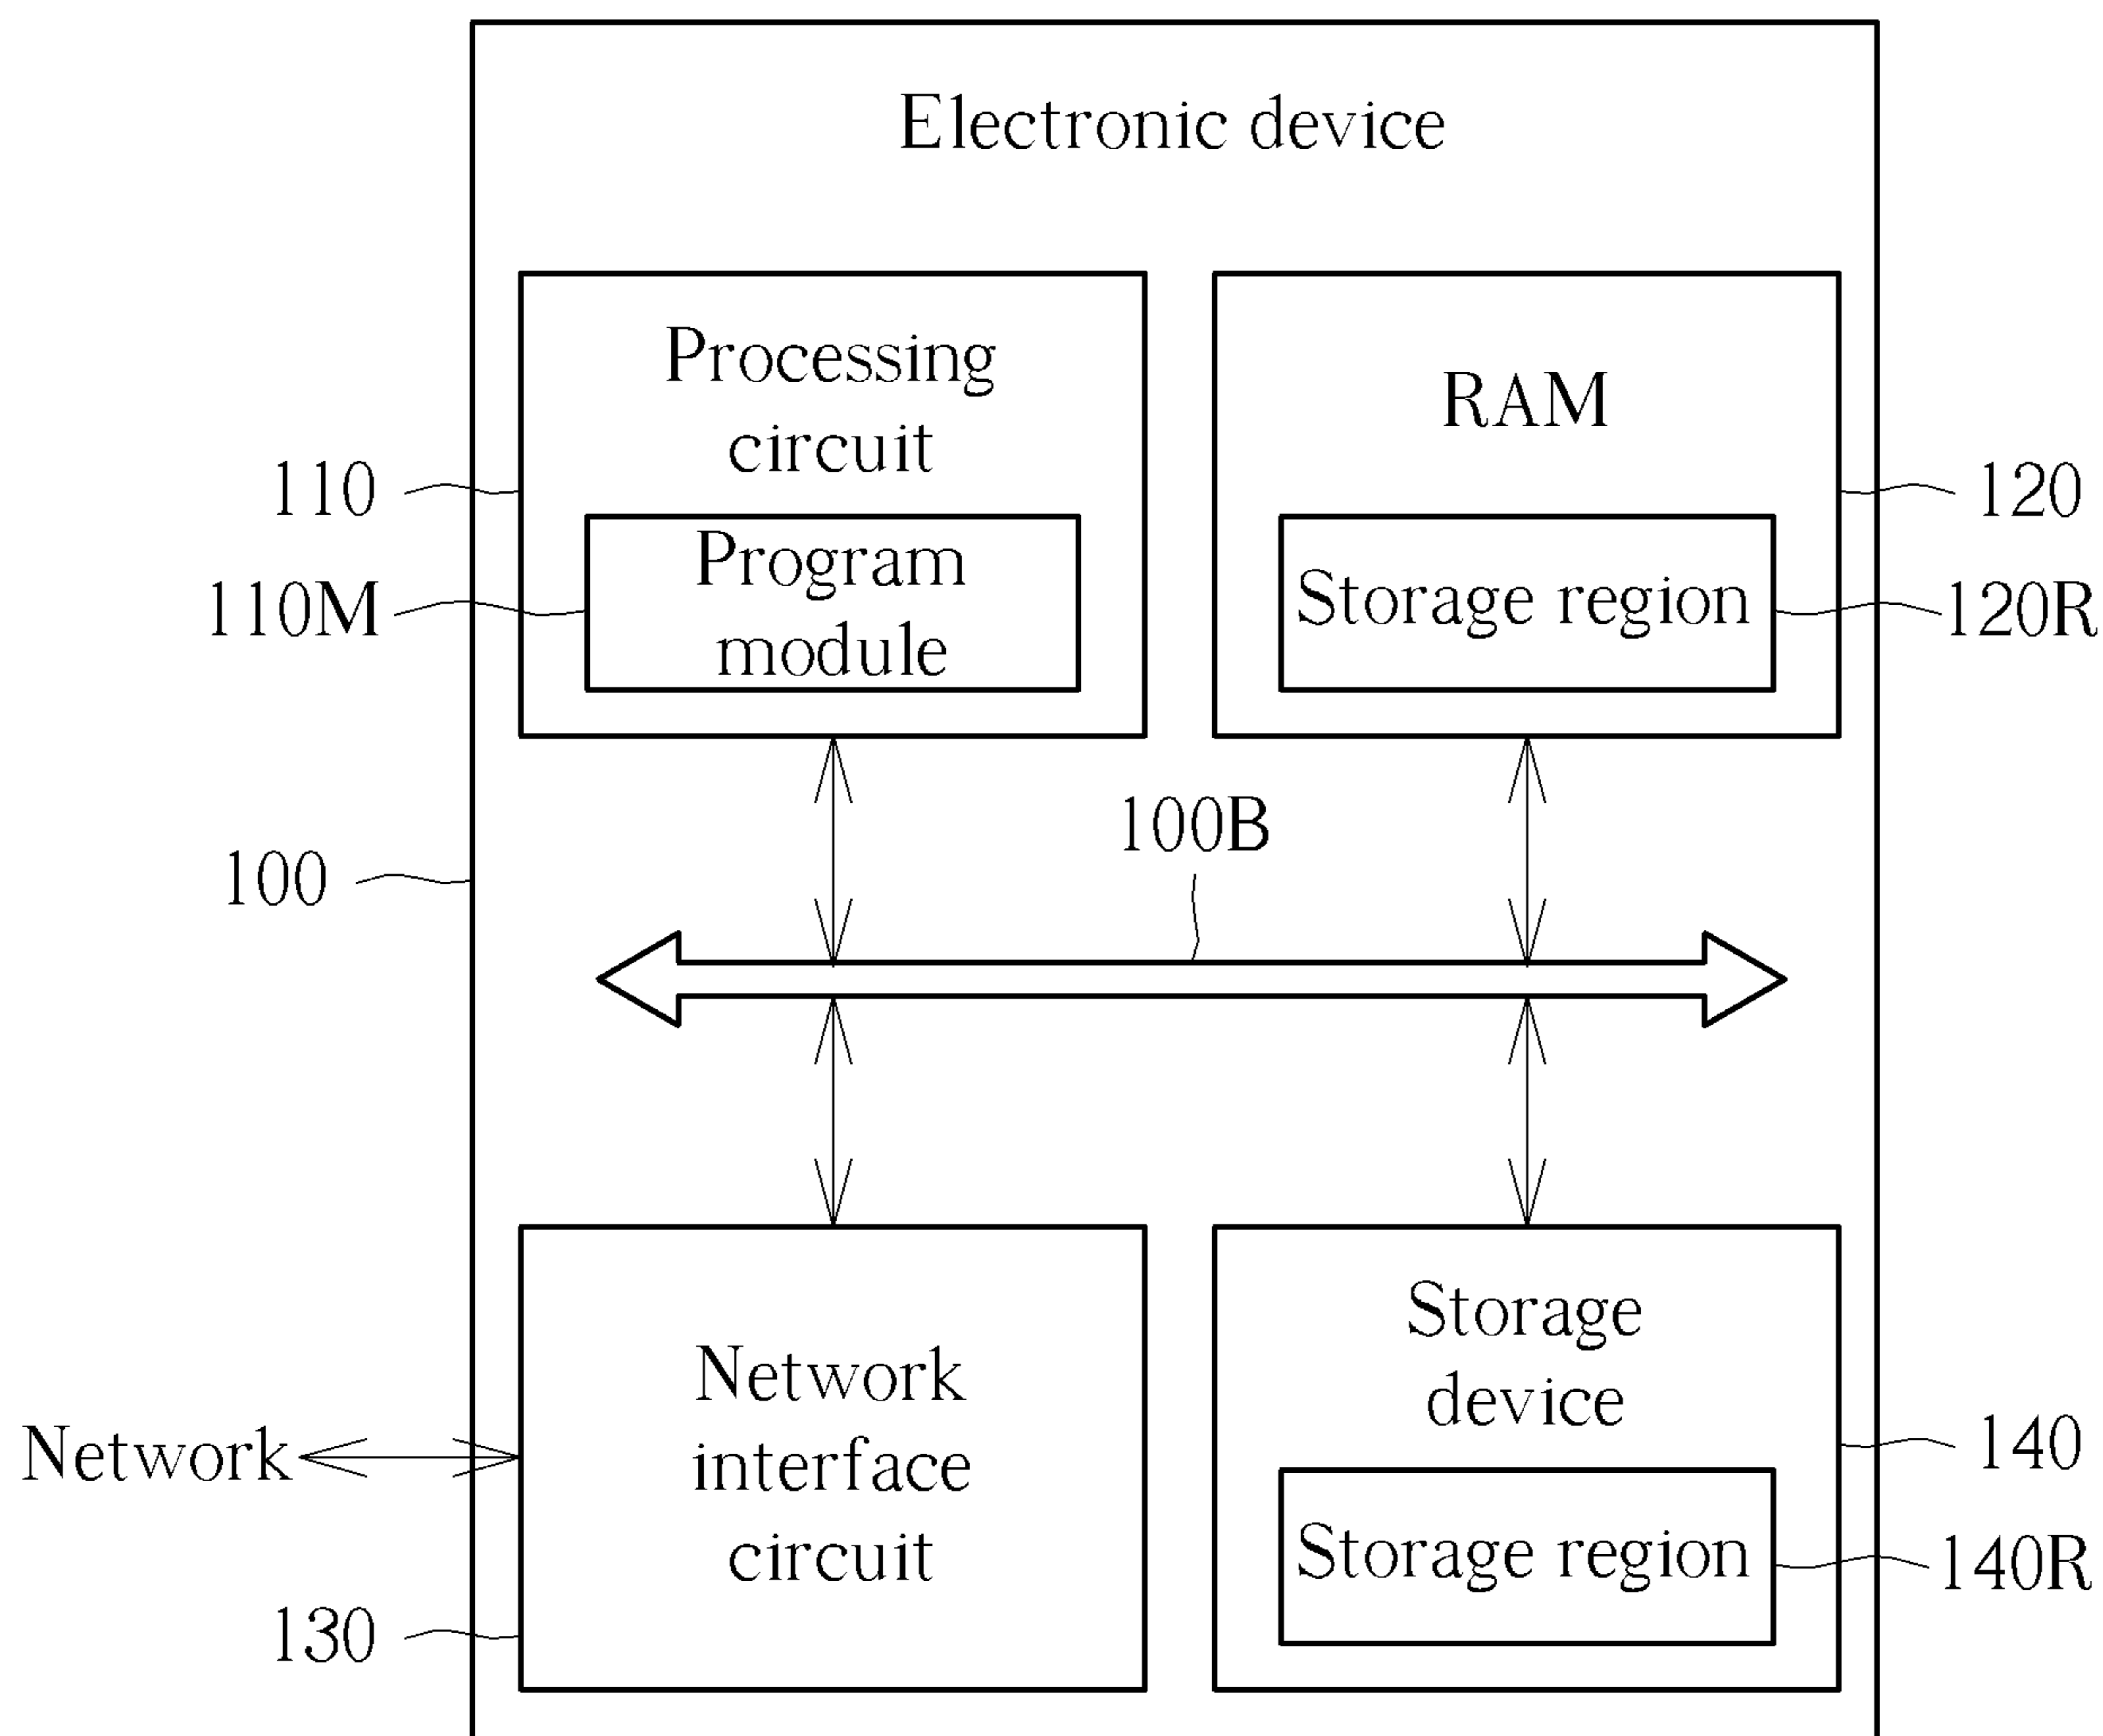 Electronic device
Processing
circuit
RAM
110
120
Program
module
Storage region
110M
120R
100B
100
Network
interface
circuit
Storage
device
Network
140
Storage region
140R
130